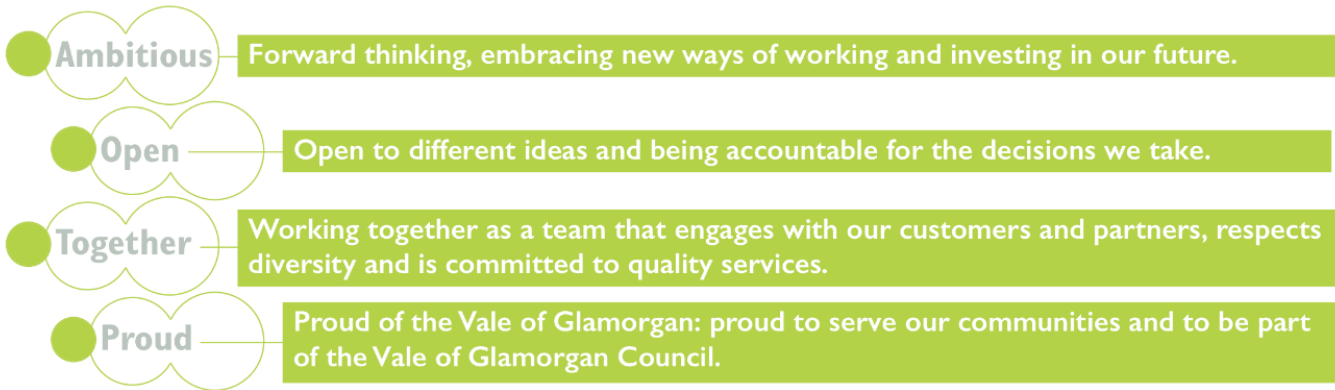 Ambitious
Forward thinking, embracing new ways of working and investing in our future.
Open
Open to different ideas and being accountable for the decisions we take.
Together
Working together as a team that engages with our customers and partners, respects
diversity and is committed to quality services.
Proud
Proud of the Vale of Glamorgan: proud to serve our communities and to be part
of the Vale of Glamorgan Council.